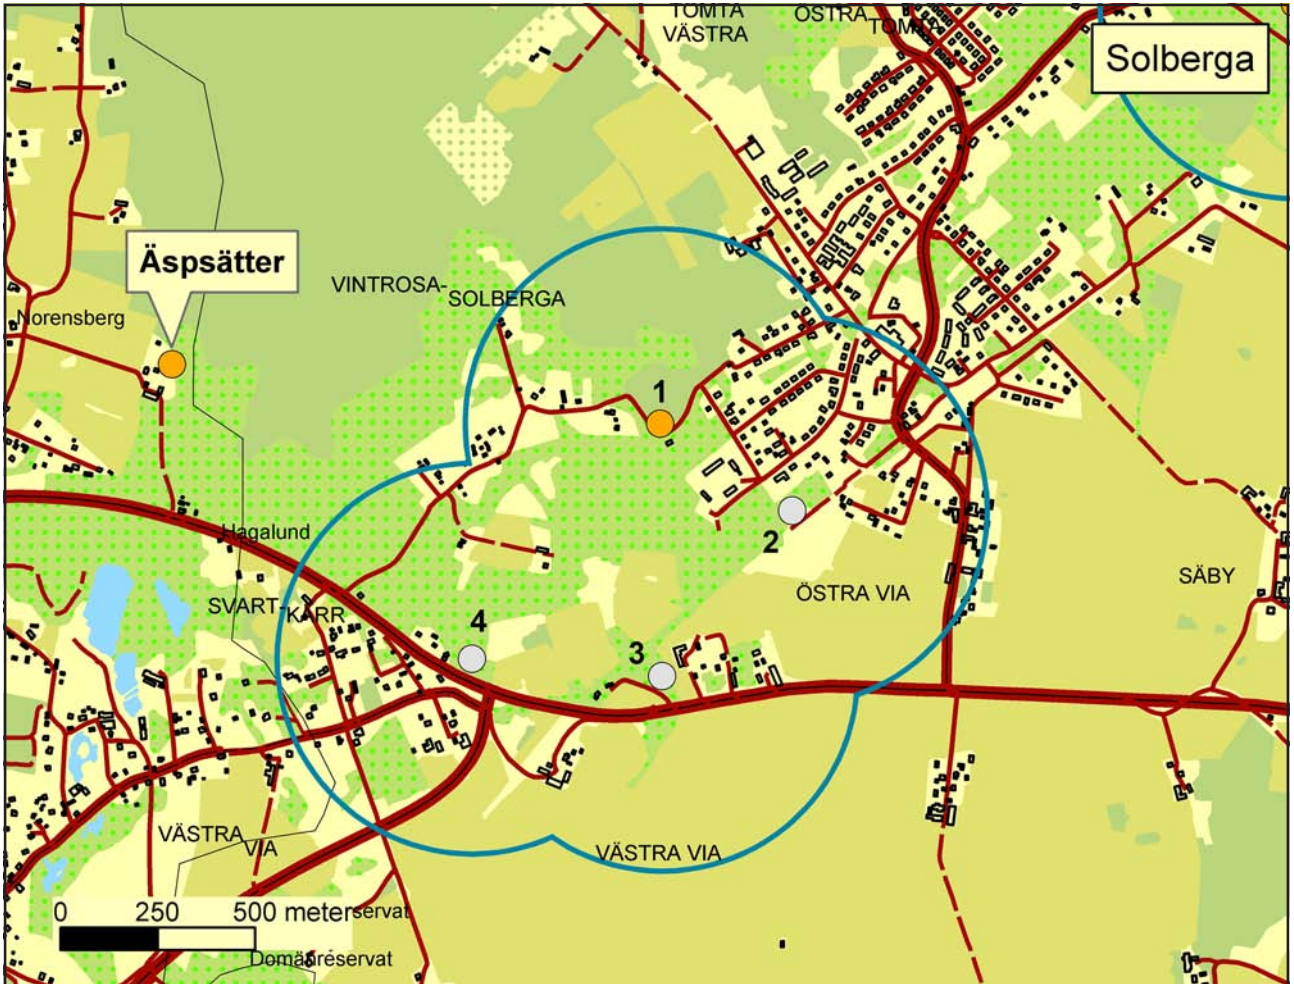 TOMTA
VÄSTRA
ÖSTRA
TOMTA
Solberga
Äspsätter
VINTROSA-
SOLBERGA
Norensberg
1
Hagalund
2
SÄBY
ÖSTRA VIA
SVART-
KÄRR
4
3
VÄSTRA
VIA
VÄSTRA VIA
0 250 500 meter
servat
Domänreservat